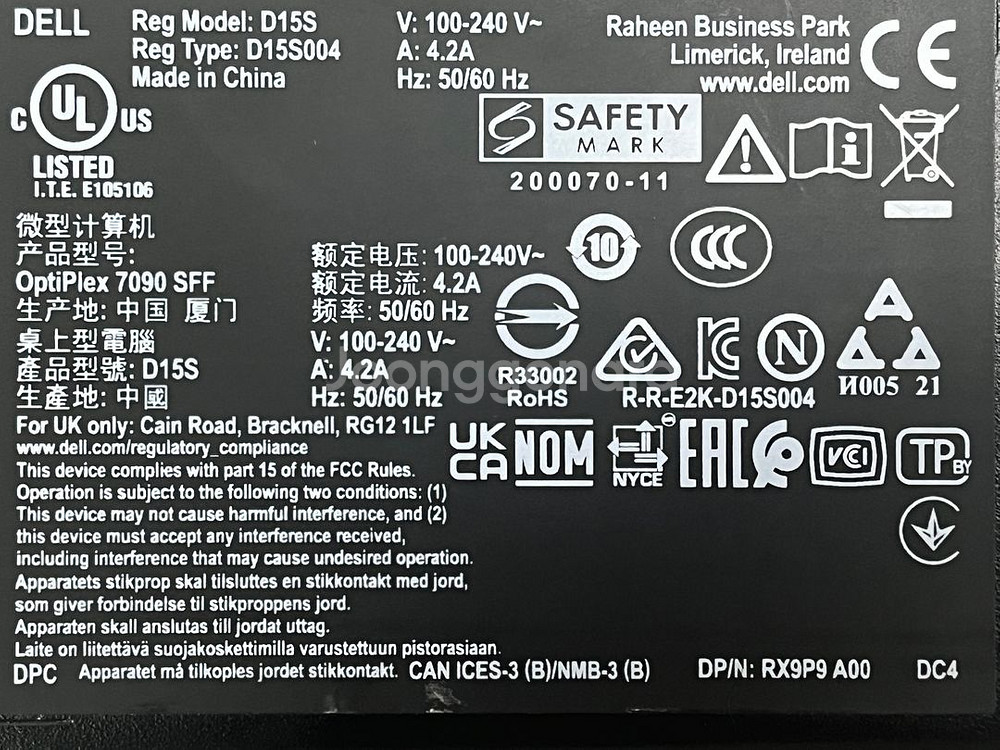 DELL
Reg Model: D15S
Reg Type: D15S004
Made in China
V: 100-240 V~
A: 4.2A
Hz: 50/60 Hz
Raheen Business Park
Limerick, Ireland
www.dell.com
CE
SAFETY
MARK
200070-11
c UL US
LISTED
I.T.E. E105106
微型计算机
产品型号:
OptiPlex 7090 SFF
生产地: 中国 厦门
额定电压: 100-240V~
额定电流: 4.2A
频率: 50/60 Hz
10
CCC
桌上型電腦
產品型號: D15S
生產地: 中國
V: 100-240 V~
A: 4.2A
Hz: 50/60 Hz
R33002
RoHS
R-R-E2K-D15S004
N
И005 21
Joonggonara
For UK only: Cain Road, Bracknell, RG12 1LF
www.dell.com/regulatory_compliance
UK
CA
NOM
NYCE
EAC
VCCI
TP BY
This device complies with part 15 of the FCC Rules.
Operation is subject to the following two conditions: (1)
This device may not cause harmful interference, and (2)
this device must accept any interference received,
including interference that may cause undesired operation.
Apparatets stikprop skal tilsluttes en stikkontakt med jord,
som giver forbindelse til stikproppens jord.
Apparaten skall anslutas till jordat uttag.
Laite on liitettävä suojakoskettimilla varustettuun pistorasiaan.
DPC Apparatet må tilkoples jordet stikkontakt. CAN ICES-3 (B)/NMB-3 (B) DP/N: RX9P9 A00 DC4